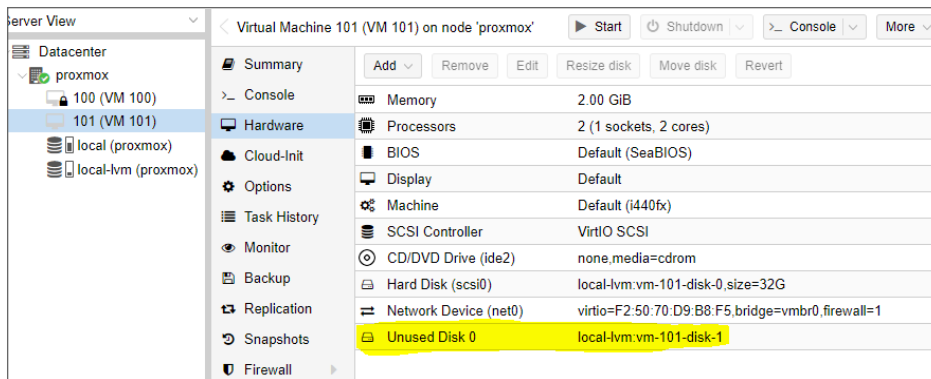 Server View
Datacenter
proxmox
100 (VM 100)
101 (VM 101)
local (proxmox)
local-lvm (proxmox)
Virtual Machine 101 (VM 101) on node 'proxmox'
Start
Shutdown
>_ Console
More
Summary
>_ Console
Hardware
Cloud-Init
Options
Task History
Monitor
Backup
Replication
Snapshots
Firewall
Add Remove Edit Resize disk Move disk Revert
Memory 2.00 GiB
Processors 2 (1 sockets, 2 cores)
BIOS Default (SeaBIOS)
Display Default
Machine Default (i440fx)
SCSI Controller VirtIO SCSI
CD/DVD Drive (ide2) none,media=cdrom
Hard Disk (scsi0) local-lvm:vm-101-disk-0,size=32G
Network Device (net0) virtio=F2:50:70:D9:B8:F5,bridge=vmbr0,firewall=1
Unused Disk 0 local-lvm:vm-101-disk-1